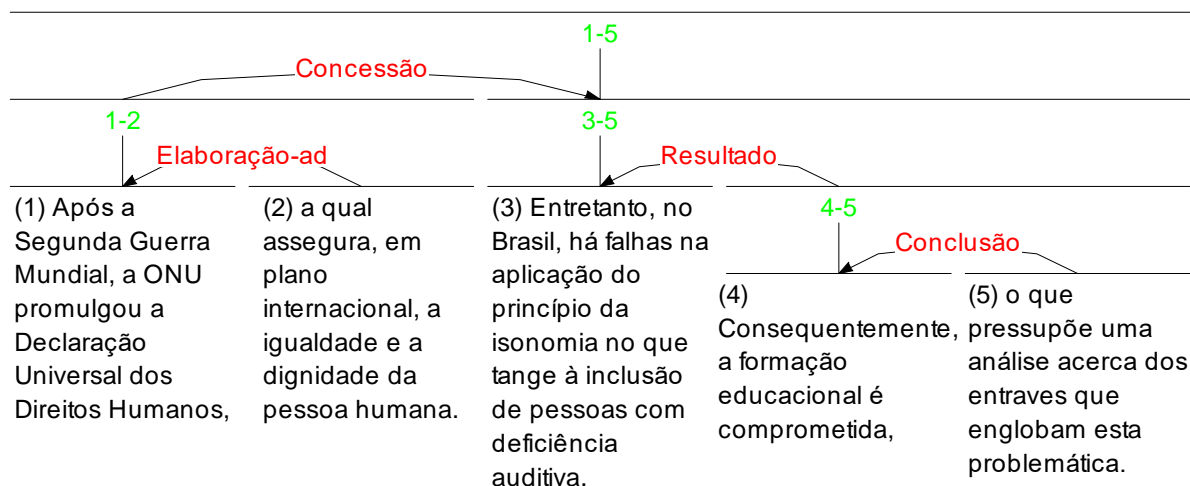 1-5
Concessão
1-2
3-5
Elaboração-ad
Resultado
(1) Após a
Segunda Guerra
Mundial, a ONU
promulgou a
Declaração
Universal dos
Direitos Humanos,
(2) a qual
assegura, em
plano
internacional, a
igualdade e a
dignidade da
pessoa humana.
(3) Entretanto, no
Brasil, há falhas na
aplicação do
princípio da
isonomia no que
tange à inclusão
de pessoas com
deficiência
auditiva.
4-5
Conclusão
(4)
Consequentemente,
a formação
educacional é
comprometida,
(5) o que
pressupõe uma
análise acerca dos
entraves que
englobam esta
problemática.